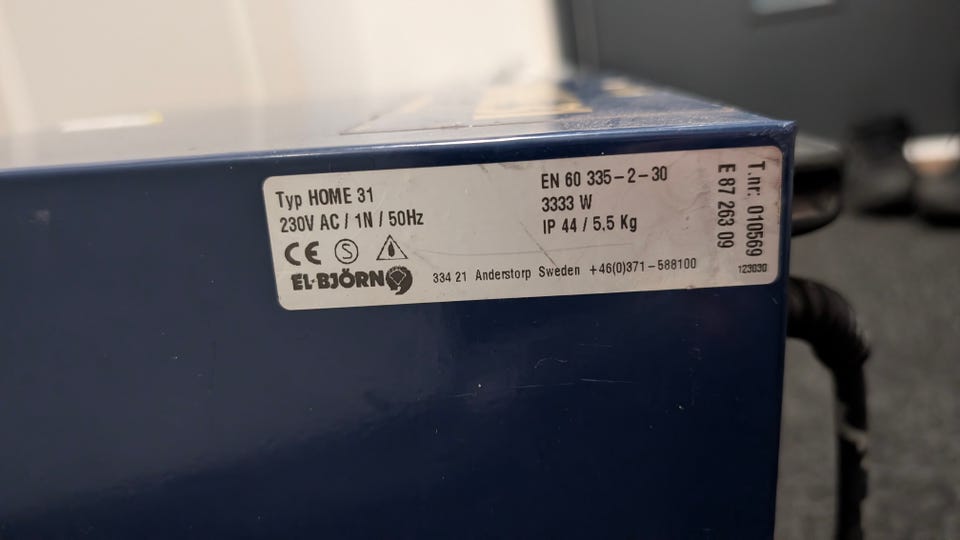 Typ HOME 31
230V AC / 1N / 50Hz
CE S
EL·BJÖRN
EN 60 335-2-30
3333 W
IP 44 / 5,5 Kg
334 21 Anderstorp Sweden +46(0)371-588100
T.nr: 010569
E 87 263 09
123030